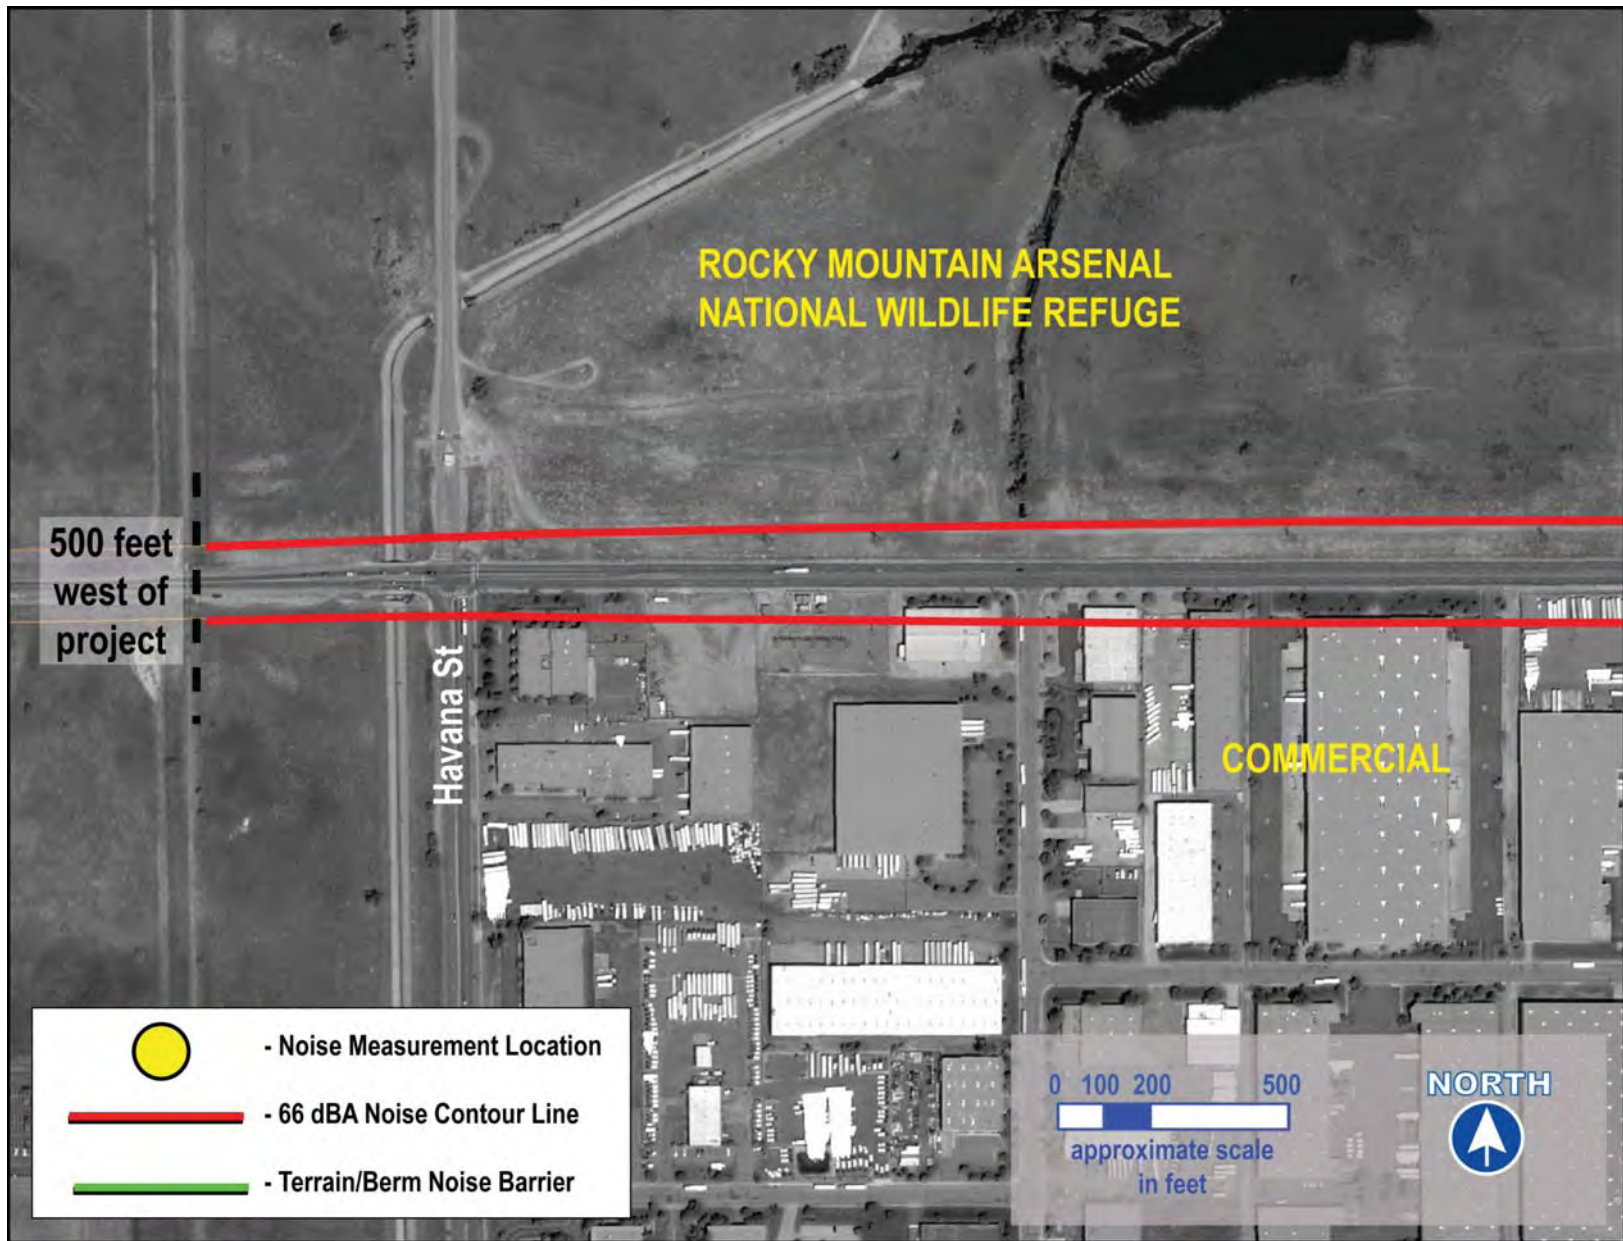 ROCKY MOUNTAIN ARSENAL
NATIONAL WILDLIFE REFUGE
500 feet
west of
project
Havana St
COMMERCIAL
- Noise Measurement Location
- 66 dBA Noise Contour Line
- Terrain/Berm Noise Barrier
0 100 200 500
approximate scale
in feet
NORTH